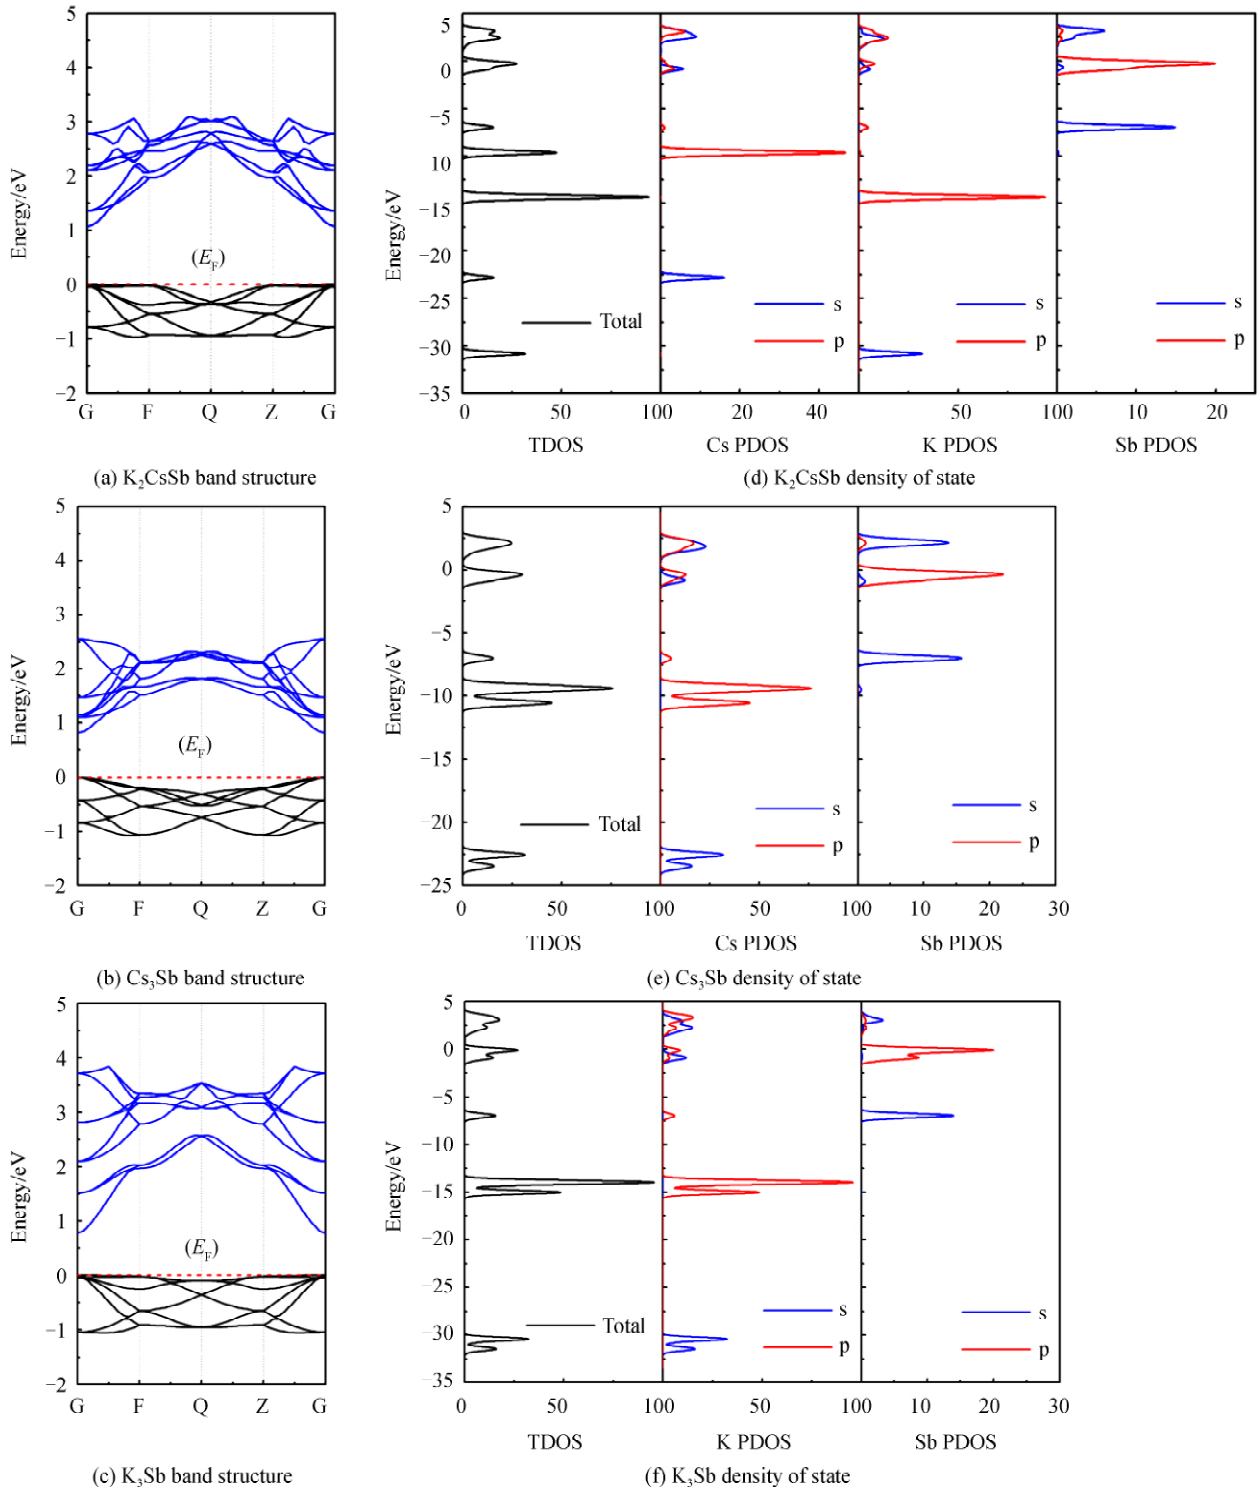 5
4
3
2
1
0
−1
−2
Energy/eV
(E_F)
G F Q Z G
(a) K₂CsSb band structure
5
0
−5
10
−15
−20
−25
−30
−35
Energy/eV
Total
s
p
s
p
s
p
0 50 100 20 40 50 100 10 20
TDOS Cs PDOS K PDOS Sb PDOS
(d) K₂CsSb density of state
5
4
3
2
1
0
−1
−2
Energy/eV
(E_F)
G F Q Z G
(b) Cs₃Sb band structure
5
0
−5
−10
−15
−20
−25
Energy/eV
Total
s
p
s
p
0 50 100 50 100 10 20 30
TDOS Cs PDOS Sb PDOS
(e) Cs₃Sb density of state
5
4
3
2
1
0
−1
−2
Energy/eV
(E_F)
G F Q Z G
(c) K₃Sb band structure
5
0
−5
−10
−15
−20
−25
−30
−35
Energy/eV
Total
s
p
s
p
0 50 100 50 100 10 20 30
TDOS K PDOS Sb PDOS
(f) K₃Sb density of state